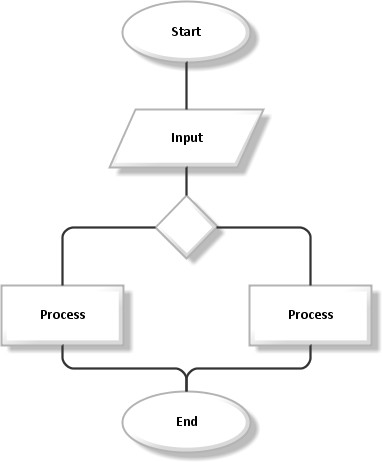 Start
Input
Process
Process
End